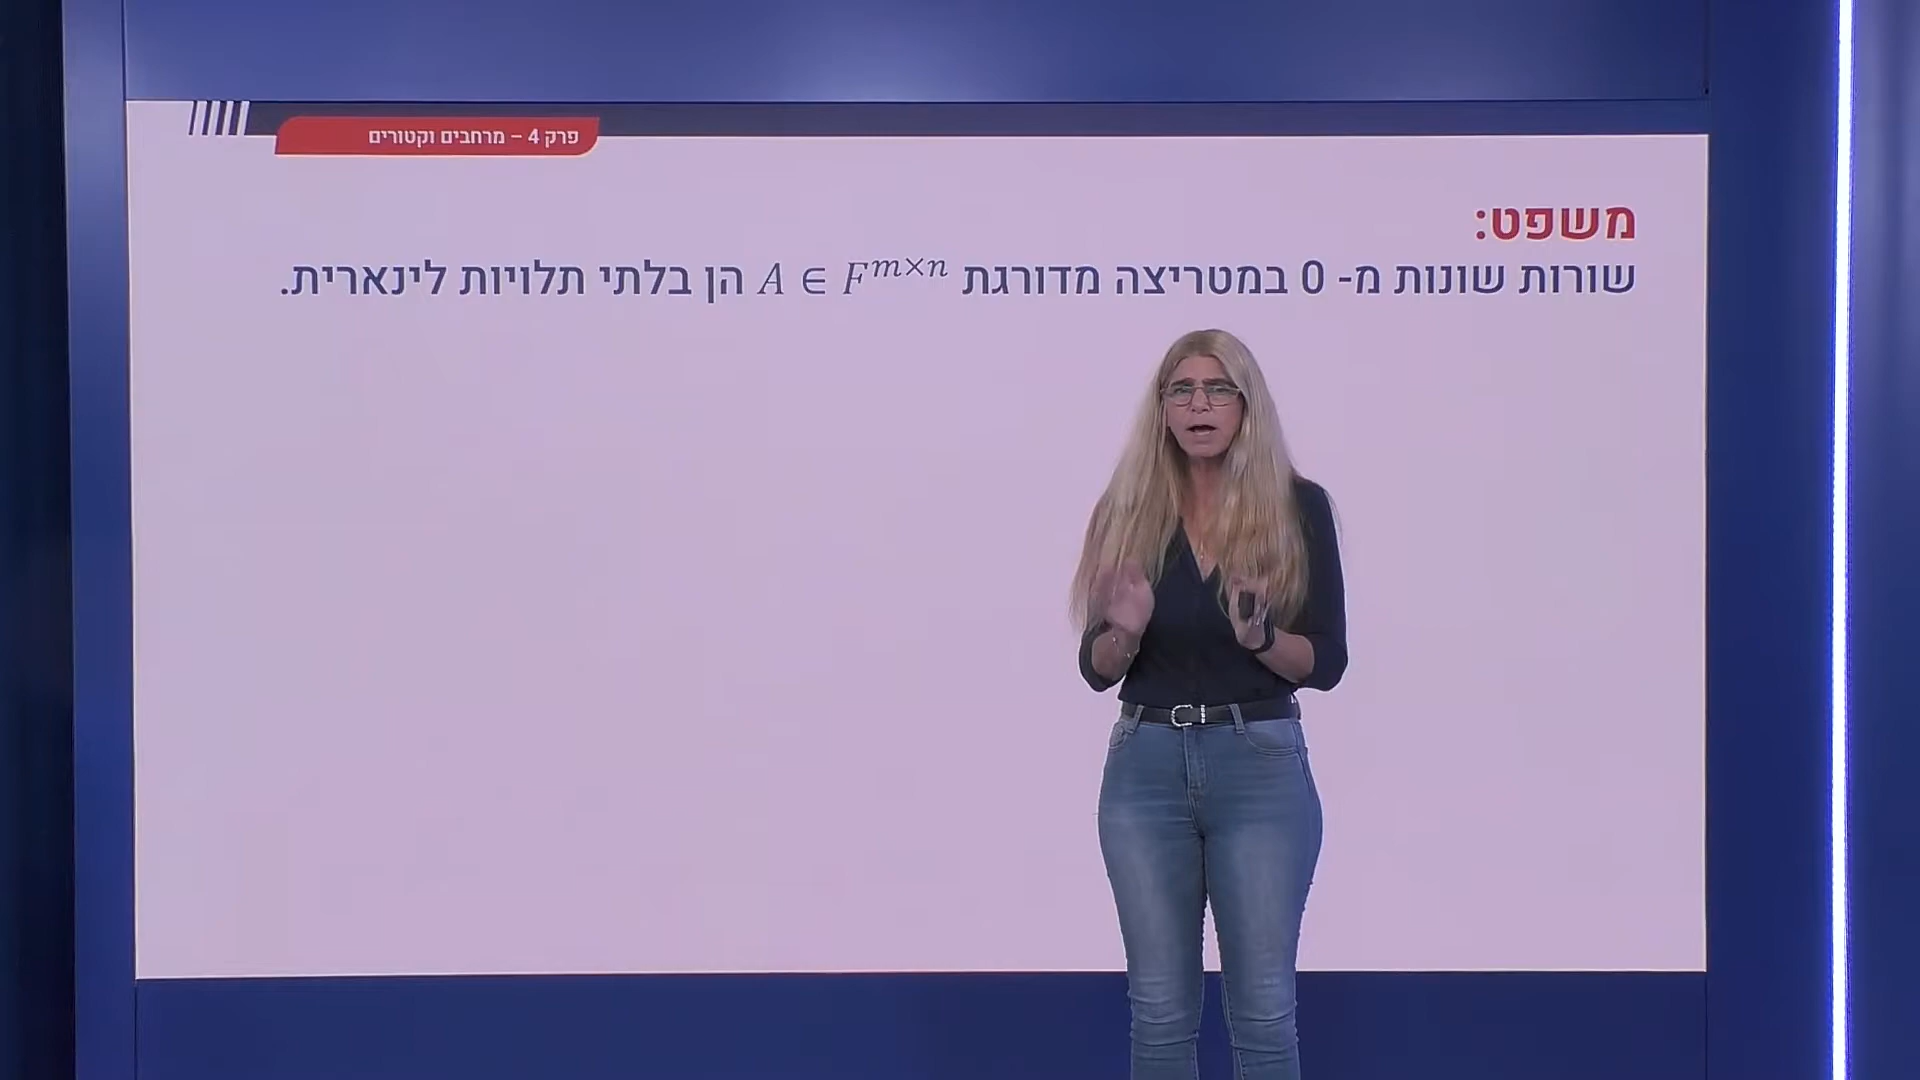 פרק 4 – מרחבים וקטורים
משפט:
שורות שונות מ- 0 במטריצה מדורגת $A \in F^{m \times n}$ הן בלתי תלויות לינארית.